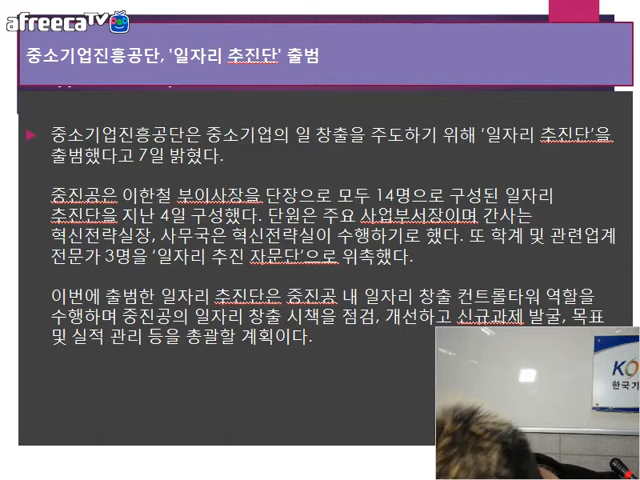 afreecaTV
중소기업진흥공단, '일자리 추진단' 출범
중소기업진흥공단은 중소기업의 일 창출을 주도하기 위해 '일자리 추진단'을
출범했다고 7일 밝혔다.
중진공은 이한철 부이사장을 단장으로 모두 14명으로 구성된 일자리
추진단을 지난 4일 구성했다. 단원은 주요 사업부서장이며 간사는
혁신전략실장, 사무국은 혁신전략실이 수행하기로 했다. 또 학계 및 관련업계
전문가 3명을 '일자리 추진 자문단'으로 위촉했다.
이번에 출범한 일자리 추진단은 중진공 내 일자리 창출 컨트롤타워 역할을
수행하며 중진공의 일자리 창출 시책을 점검, 개선하고 신규과제 발굴, 목표
및 실적 관리 등을 총괄할 계획이다.
KO
한국기